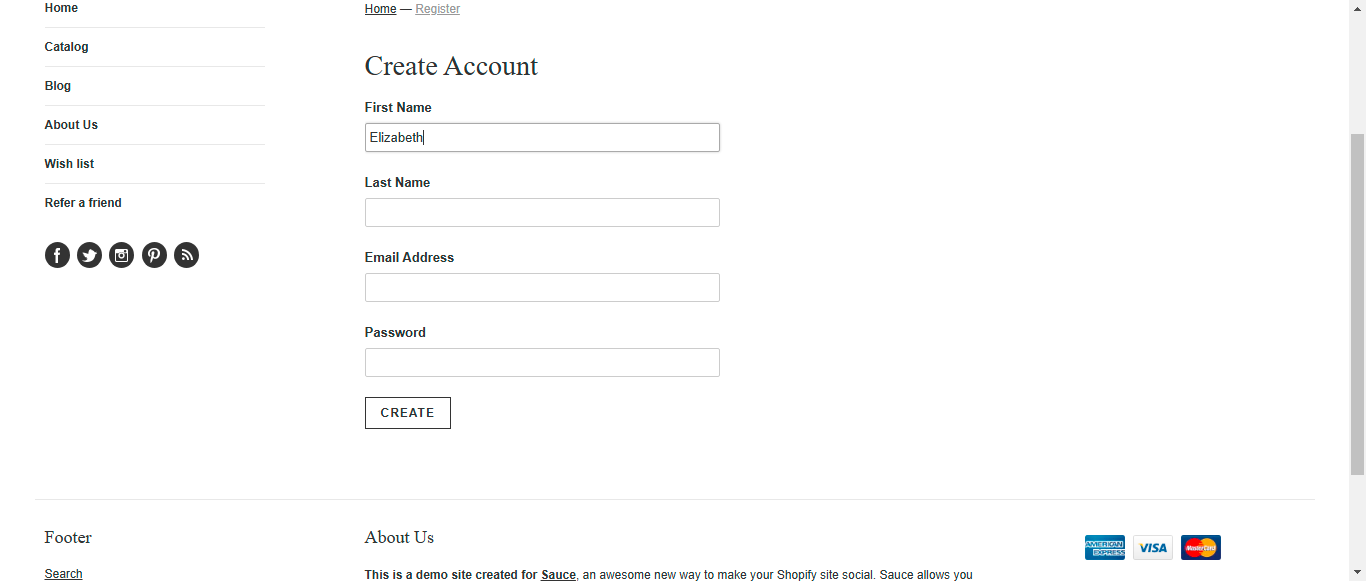 Home
Catalog
Blog
About Us
Wish list
Refer a friend
Home — Register
Create Account
First Name
Elizabeth
Last Name
Email Address
Password
CREATE
Footer
Search
About Us
This is a demo site created for Sauce, an awesome new way to make your Shopify site social. Sauce allows you
AMERICAN EXPRESS
VISA
MasterCard